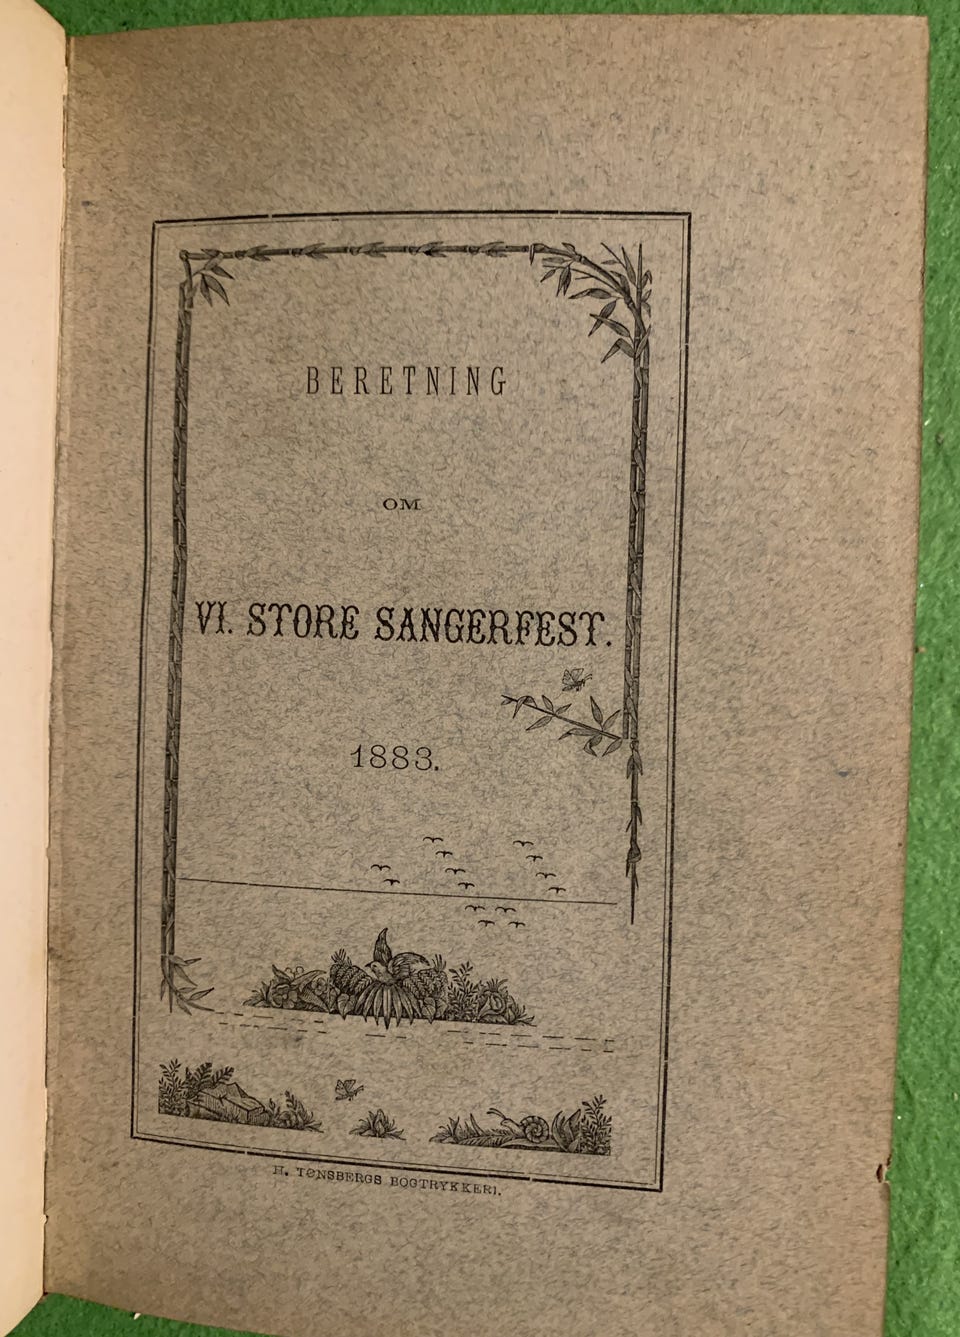 BERETNING
OM
VI. STORE SANGERFEST.
1883.
H. TØNSBERGS BOGTRYKKERI.